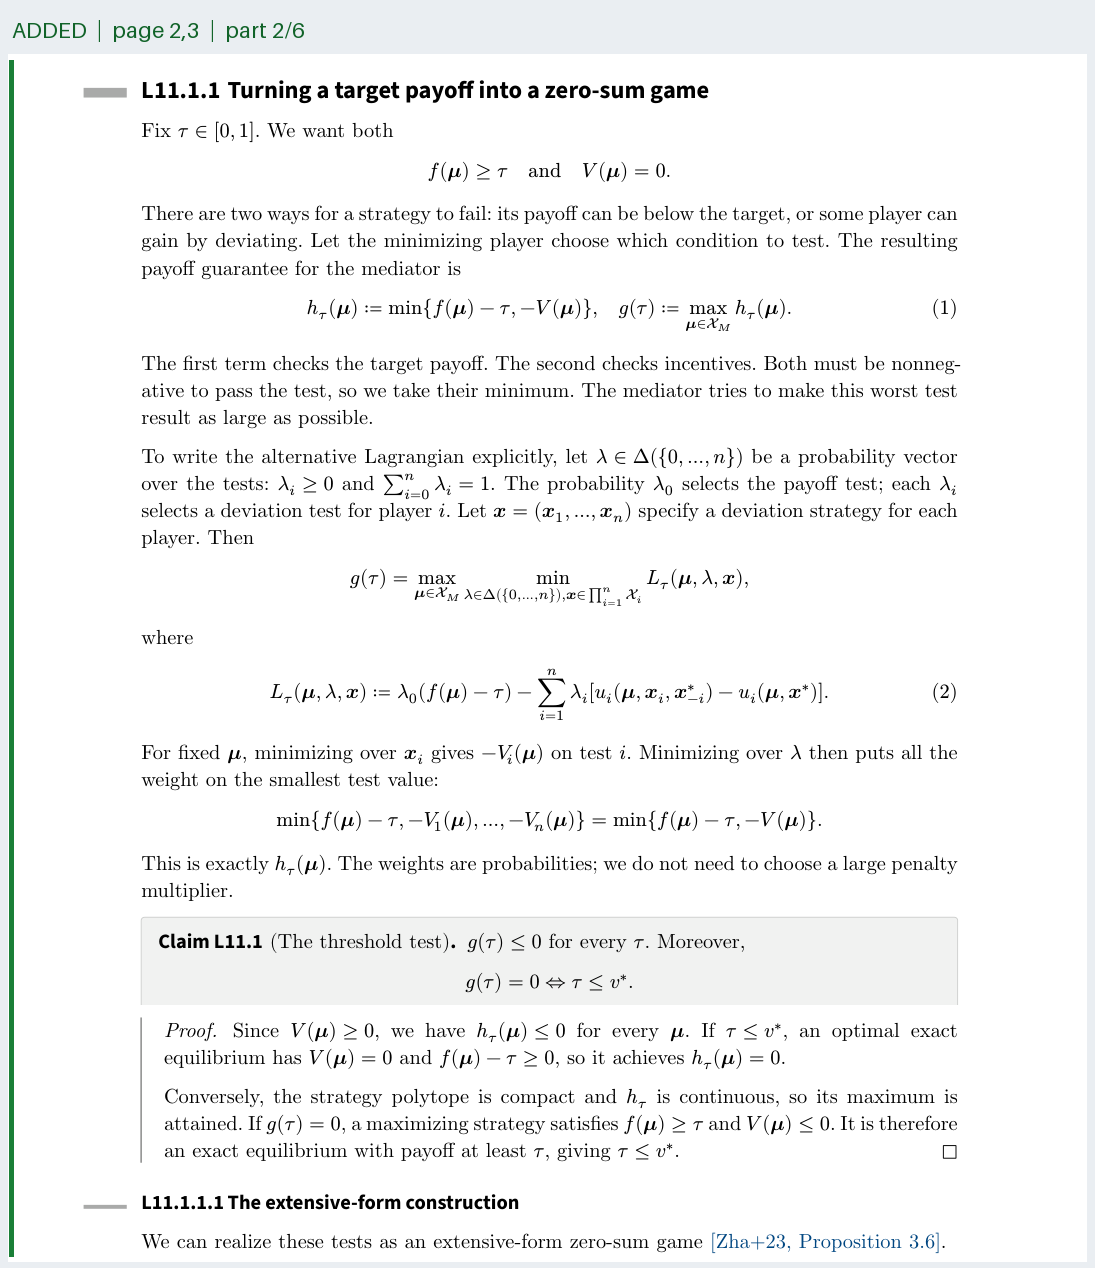 ADDED | page 2,3 | part 2/6
L11.1.1 Turning a target payoff into a zero-sum game
Fix τ ∈ [0, 1]. We want both
f(μ) ≥ τ and V(μ) = 0.
There are two ways for a strategy to fail: its payoff can be below the target, or some player can
gain by deviating. Let the minimizing player choose which condition to test. The resulting
payoff guarantee for the mediator is
h_τ(μ) ≔ min{f(μ) − τ, −V(μ)}, g(τ) ≔ max_{μ∈𝒳_M} h_τ(μ). (1)
The first term checks the target payoff. The second checks incentives. Both must be nonneg-
ative to pass the test, so we take their minimum. The mediator tries to make this worst test
result as large as possible.
To write the alternative Lagrangian explicitly, let λ ∈ Δ({0, ..., n}) be a probability vector
over the tests: λ_i ≥ 0 and ∑_{i=0}^n λ_i = 1. The probability λ_0 selects the payoff test; each λ_i
selects a deviation test for player i. Let x = (x_1, ..., x_n) specify a deviation strategy for each
player. Then
g(τ) = max_{μ∈𝒳_M} min_{λ∈Δ({0,...,n}),x∈∏_{i=1}^n 𝒳_i} L_τ(μ, λ, x),
where
L_τ(μ, λ, x) ≔ λ_0(f(μ) − τ) − ∑_{i=1}^n λ_i[u_i(μ, x_i, x*_{−i}) − u_i(μ, x*)]. (2)
For fixed μ, minimizing over x_i gives −V_i(μ) on test i. Minimizing over λ then puts all the
weight on the smallest test value:
min{f(μ) − τ, −V_1(μ), ..., −V_n(μ)} = min{f(μ) − τ, −V(μ)}.
This is exactly h_τ(μ). The weights are probabilities; we do not need to choose a large penalty
multiplier.
Claim L11.1 (The threshold test). g(τ) ≤ 0 for every τ. Moreover,
g(τ) = 0 ⇔ τ ≤ v*.
Proof. Since V(μ) ≥ 0, we have h_τ(μ) ≤ 0 for every μ. If τ ≤ v*, an optimal exact
equilibrium has V(μ) = 0 and f(μ) − τ ≥ 0, so it achieves h_τ(μ) = 0.
Conversely, the strategy polytope is compact and h_τ is continuous, so its maximum is
attained. If g(τ) = 0, a maximizing strategy satisfies f(μ) ≥ τ and V(μ) ≤ 0. It is therefore
an exact equilibrium with payoff at least τ, giving τ ≤ v*. □
L11.1.1.1 The extensive-form construction
We can realize these tests as an extensive-form zero-sum game [Zha+23, Proposition 3.6].